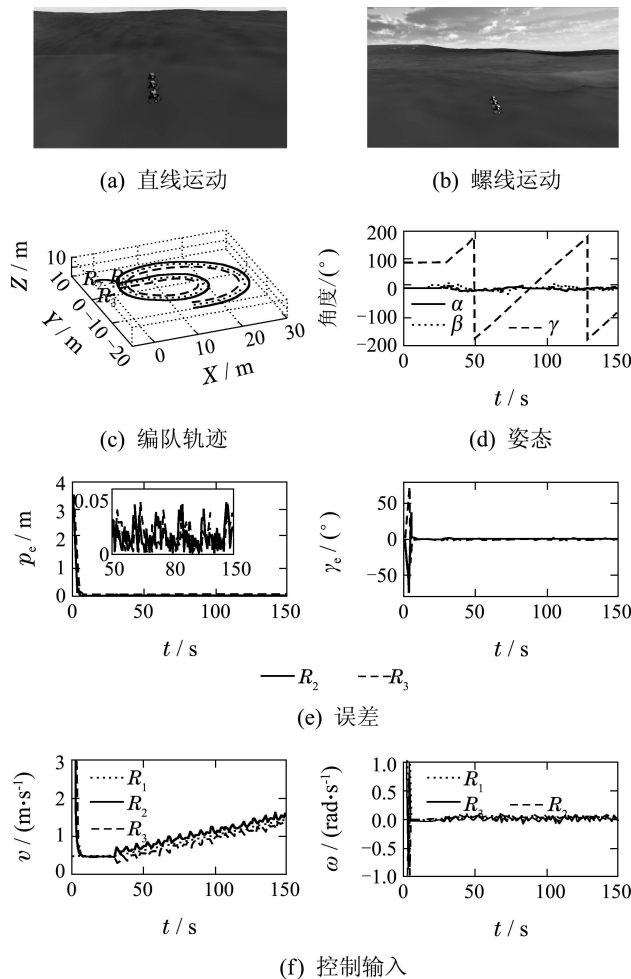 (a) 直线运动
(b) 螺线运动
Z / m
10
10
0
-10
-20
Y / m
R₃
0
10
20
30
X / m
(c) 编队轨迹
角度/(°)
200
100
0
-100
-200
α
β
γ
0
50
100
150
t / s
(d) 姿态
pₑ / m
4
3
2
1
0
0.05
0
50
80
150
0
50
100
150
t / s
γₑ / (°)
50
0
-50
0
50
100
150
t / s
R₂
R₃
(e) 误差
v / (m•s⁻¹)
3
2
1
0
R₁
R₂
R₃
0
50
100
150
t / s
ω / (rad•s⁻¹)
1.0
0.5
0.0
-0.5
-1.0
R₁
0
50
100
150
t / s
(f) 控制输入